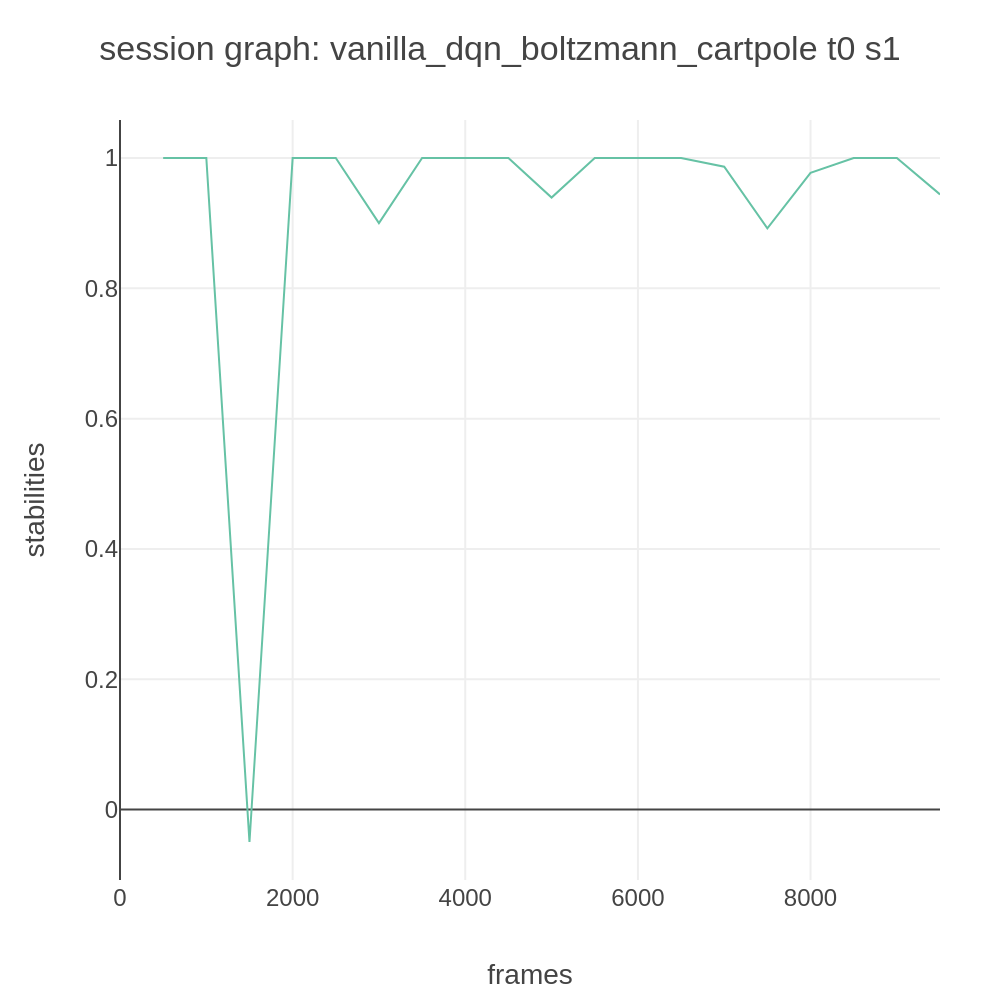 session graph: vanilla_dqn_boltzmann_cartpole t0 s1
stabilities
1
0.8
0.6
0.4
0.2
0
0 2000 4000 6000 8000
frames